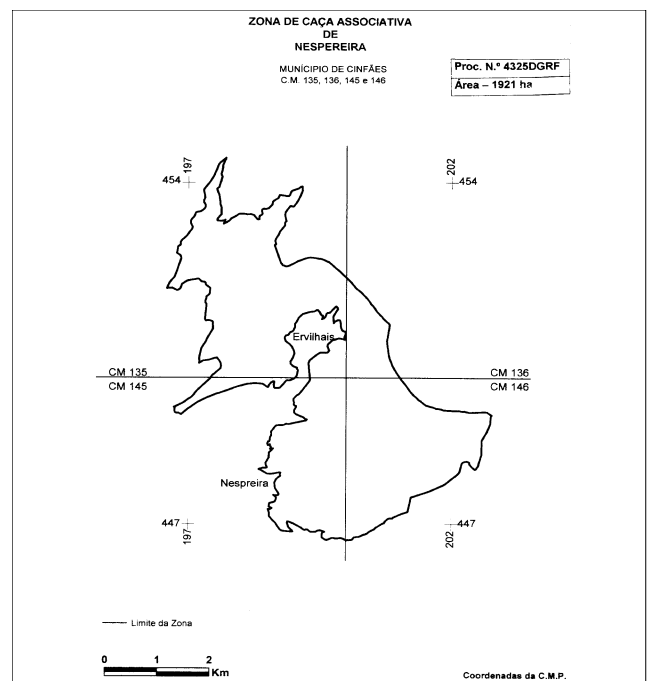 ZONA DE CAÇA ASSOCIATIVA
DE
NESPEREIRA
MUNÍCIPIO DE CINFÃES
C.M. 135, 136, 145 e 146
Proc. N.º 4325DGRF
Área – 1921 ha
197
202
454
454
Ervilhais
CM 135
CM 136
CM 145
CM 146
Nespreira
447
447
197
202
Limite da Zona
0 1 2
Km
Coordenadas da C.M.P.